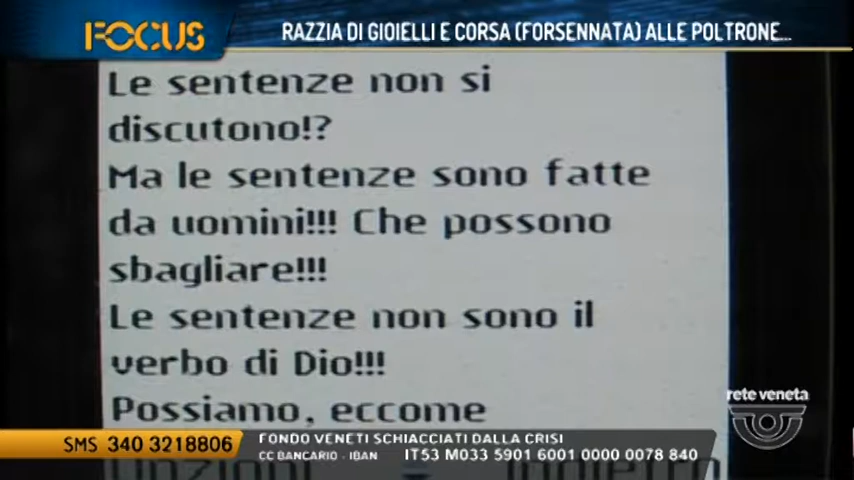 FOCUS
RAZZIA DI GIOIELLI E CORSA (FORSENNATA) ALLE POLTRONE...
Le sentenze non si
discutono!?
Ma le sentenze sono fatte
da uomini!!! Che possono
sbagliare!!!
Le sentenze non sono il
verbo di Dio!!!
Possiamo, eccome
rete veneta
SMS 340 3218806
FONDO VENETI SCHIACCIATI DALLA CRISI
CC BANCARIO - IBAN IT53 M033 5901 6001 0000 0078 840